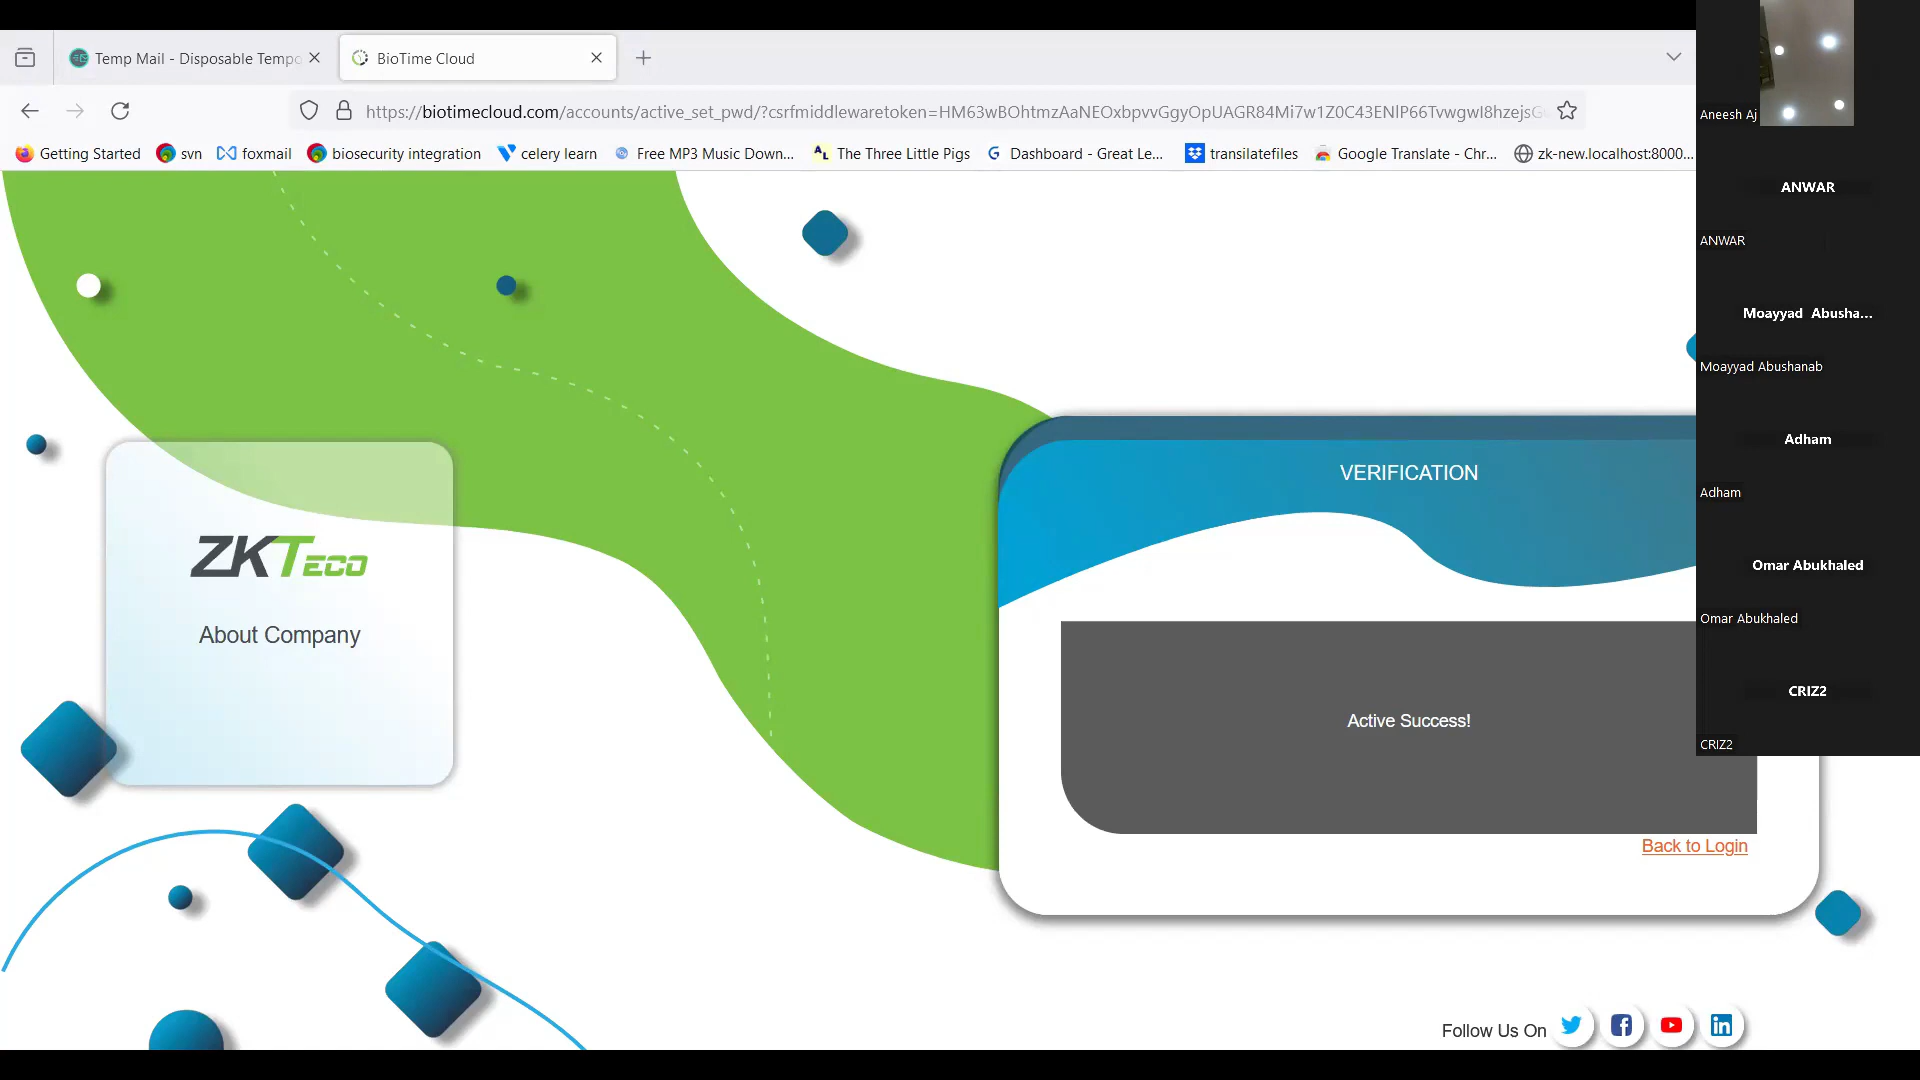 Temp Mail - Disposable Tempo
BioTime Cloud
https://biotimecloud.com/accounts/active_set_pwd/?csrfmiddlewaretoken=HM63wBOhtmzAaNEOxbpvvGgyOpUAGR84Mi7w1Z0C43ENlP66TvwgwI8hzejsG
Getting Started
svn
foxmail
biosecurity integration
celery learn
Free MP3 Music Down...
The Three Little Pigs
Dashboard - Great Le...
transilatefiles
Google Translate - Chr...
zk-new.localhost:8000...
Aneesh Aj
ANWAR
ANWAR
Moayyad Abusha...
Moayyad Abushanab
Adham
Adham
Omar Abukhaled
Omar Abukhaled
CRIZ2
CRIZ2
ZKTECO
About Company
VERIFICATION
Active Success!
Back to Login
Follow Us On